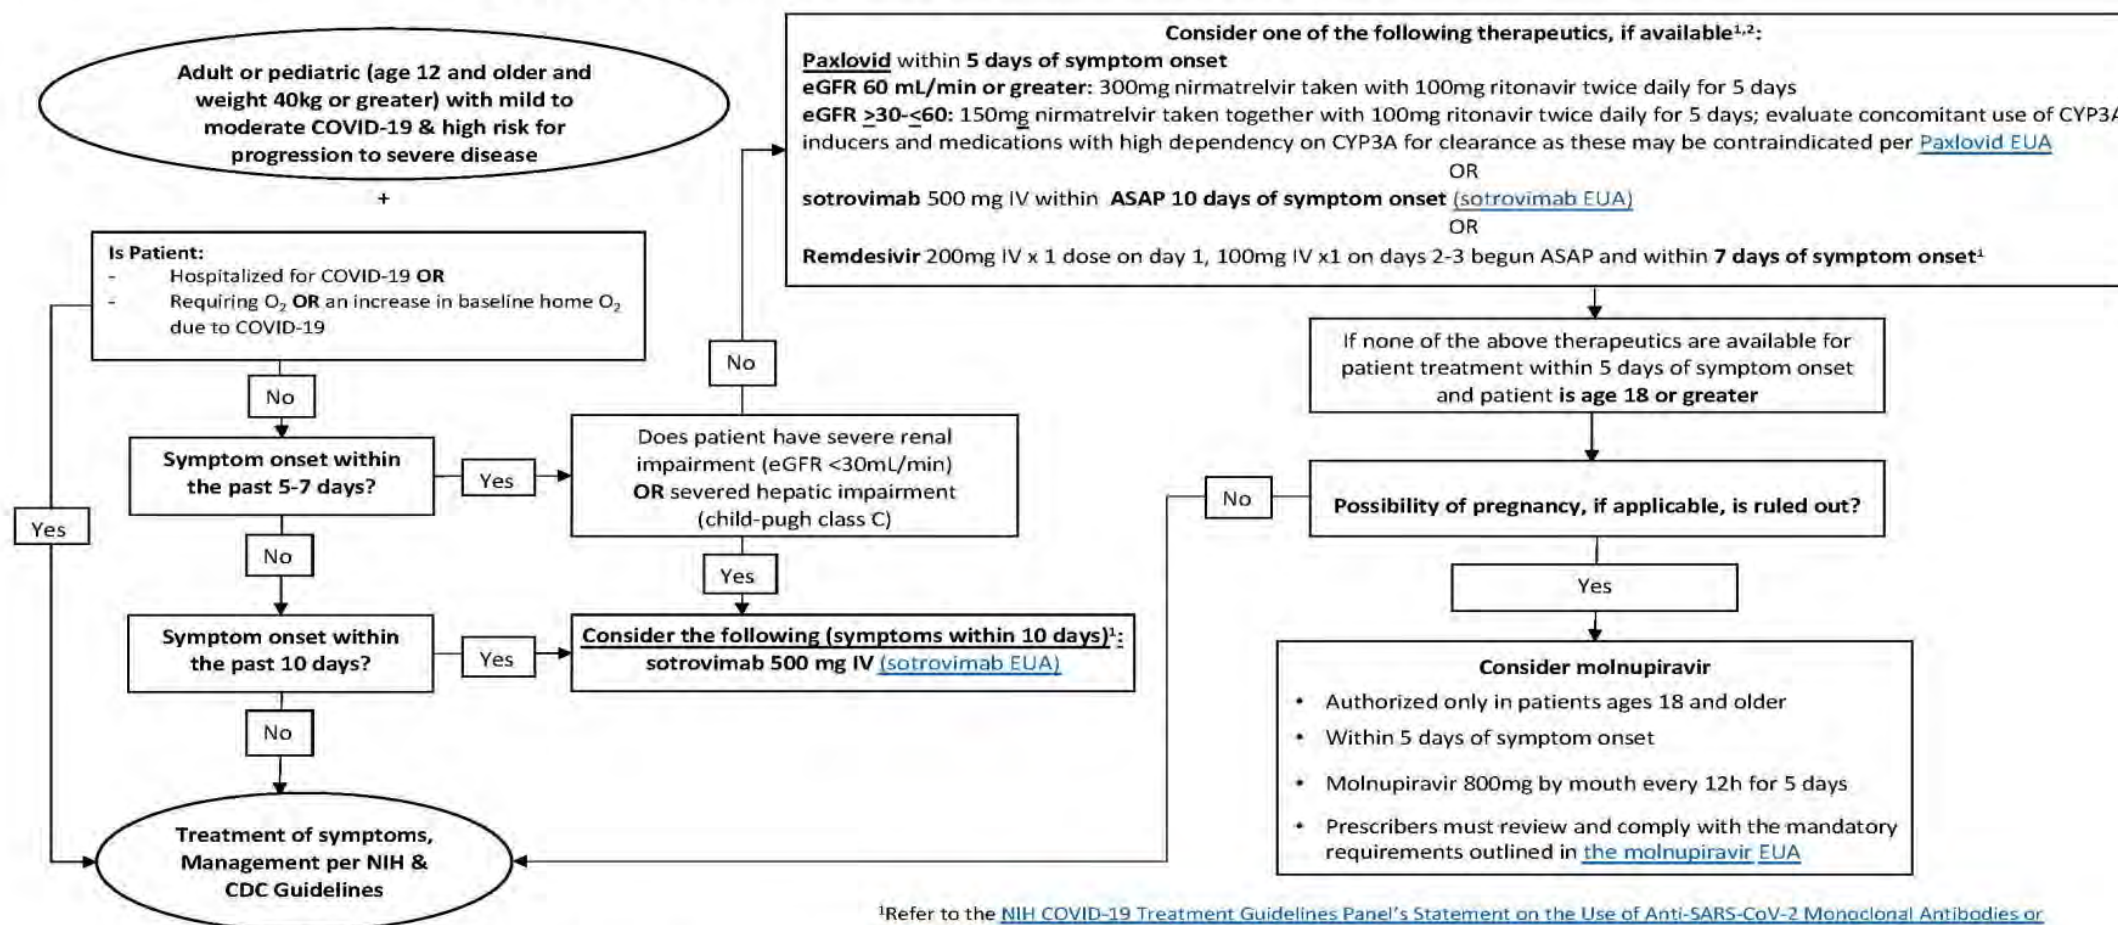 Adult or pediatric (age 12 and older and
weight 40kg or greater) with mild to
moderate COVID-19 & high risk for
progression to severe disease
+
Is Patient:
- Hospitalized for COVID-19 OR
- Requiring O₂ OR an increase in baseline home O₂
due to COVID-19
Yes
No
Symptom onset within
the past 5-7 days?
Yes
No
Symptom onset within
the past 10 days?
Yes
No
Treatment of symptoms,
Management per NIH &
CDC Guidelines
Does patient have severe renal
impairment (eGFR <30mL/min)
OR severed hepatic impairment
(child-pugh class C)
No
Yes
Consider the following (symptoms within 10 days)¹:
sotrovimab 500 mg IV (sotrovimab EUA)
Consider one of the following therapeutics, if available¹,²:
Paxlovid within 5 days of symptom onset
eGFR 60 mL/min or greater: 300mg nirmatrelvir taken with 100mg ritonavir twice daily for 5 days
eGFR ≥30-<60: 150mg nirmatrelvir taken together with 100mg ritonavir twice daily for 5 days; evaluate concomitant use of CYP3A
inducers and medications with high dependency on CYP3A for clearance as these may be contraindicated per Paxlovid EUA
OR
sotrovimab 500 mg IV within ASAP 10 days of symptom onset (sotrovimab EUA)
OR
Remdesivir 200mg IV x 1 dose on day 1, 100mg IV x1 on days 2-3 begun ASAP and within 7 days of symptom onset¹
If none of the above therapeutics are available for
patient treatment within 5 days of symptom onset
and patient is age 18 or greater
Possibility of pregnancy, if applicable, is ruled out?
No
Yes
Consider molnupiravir
• Authorized only in patients ages 18 and older
• Within 5 days of symptom onset
• Molnupiravir 800mg by mouth every 12h for 5 days
• Prescribers must review and comply with the mandatory
requirements outlined in the molnupiravir EUA
¹Refer to the NIH COVID-19 Treatment Guidelines Panel's Statement on the Use of Anti-SARS-CoV-2 Monoclonal Antibodies or